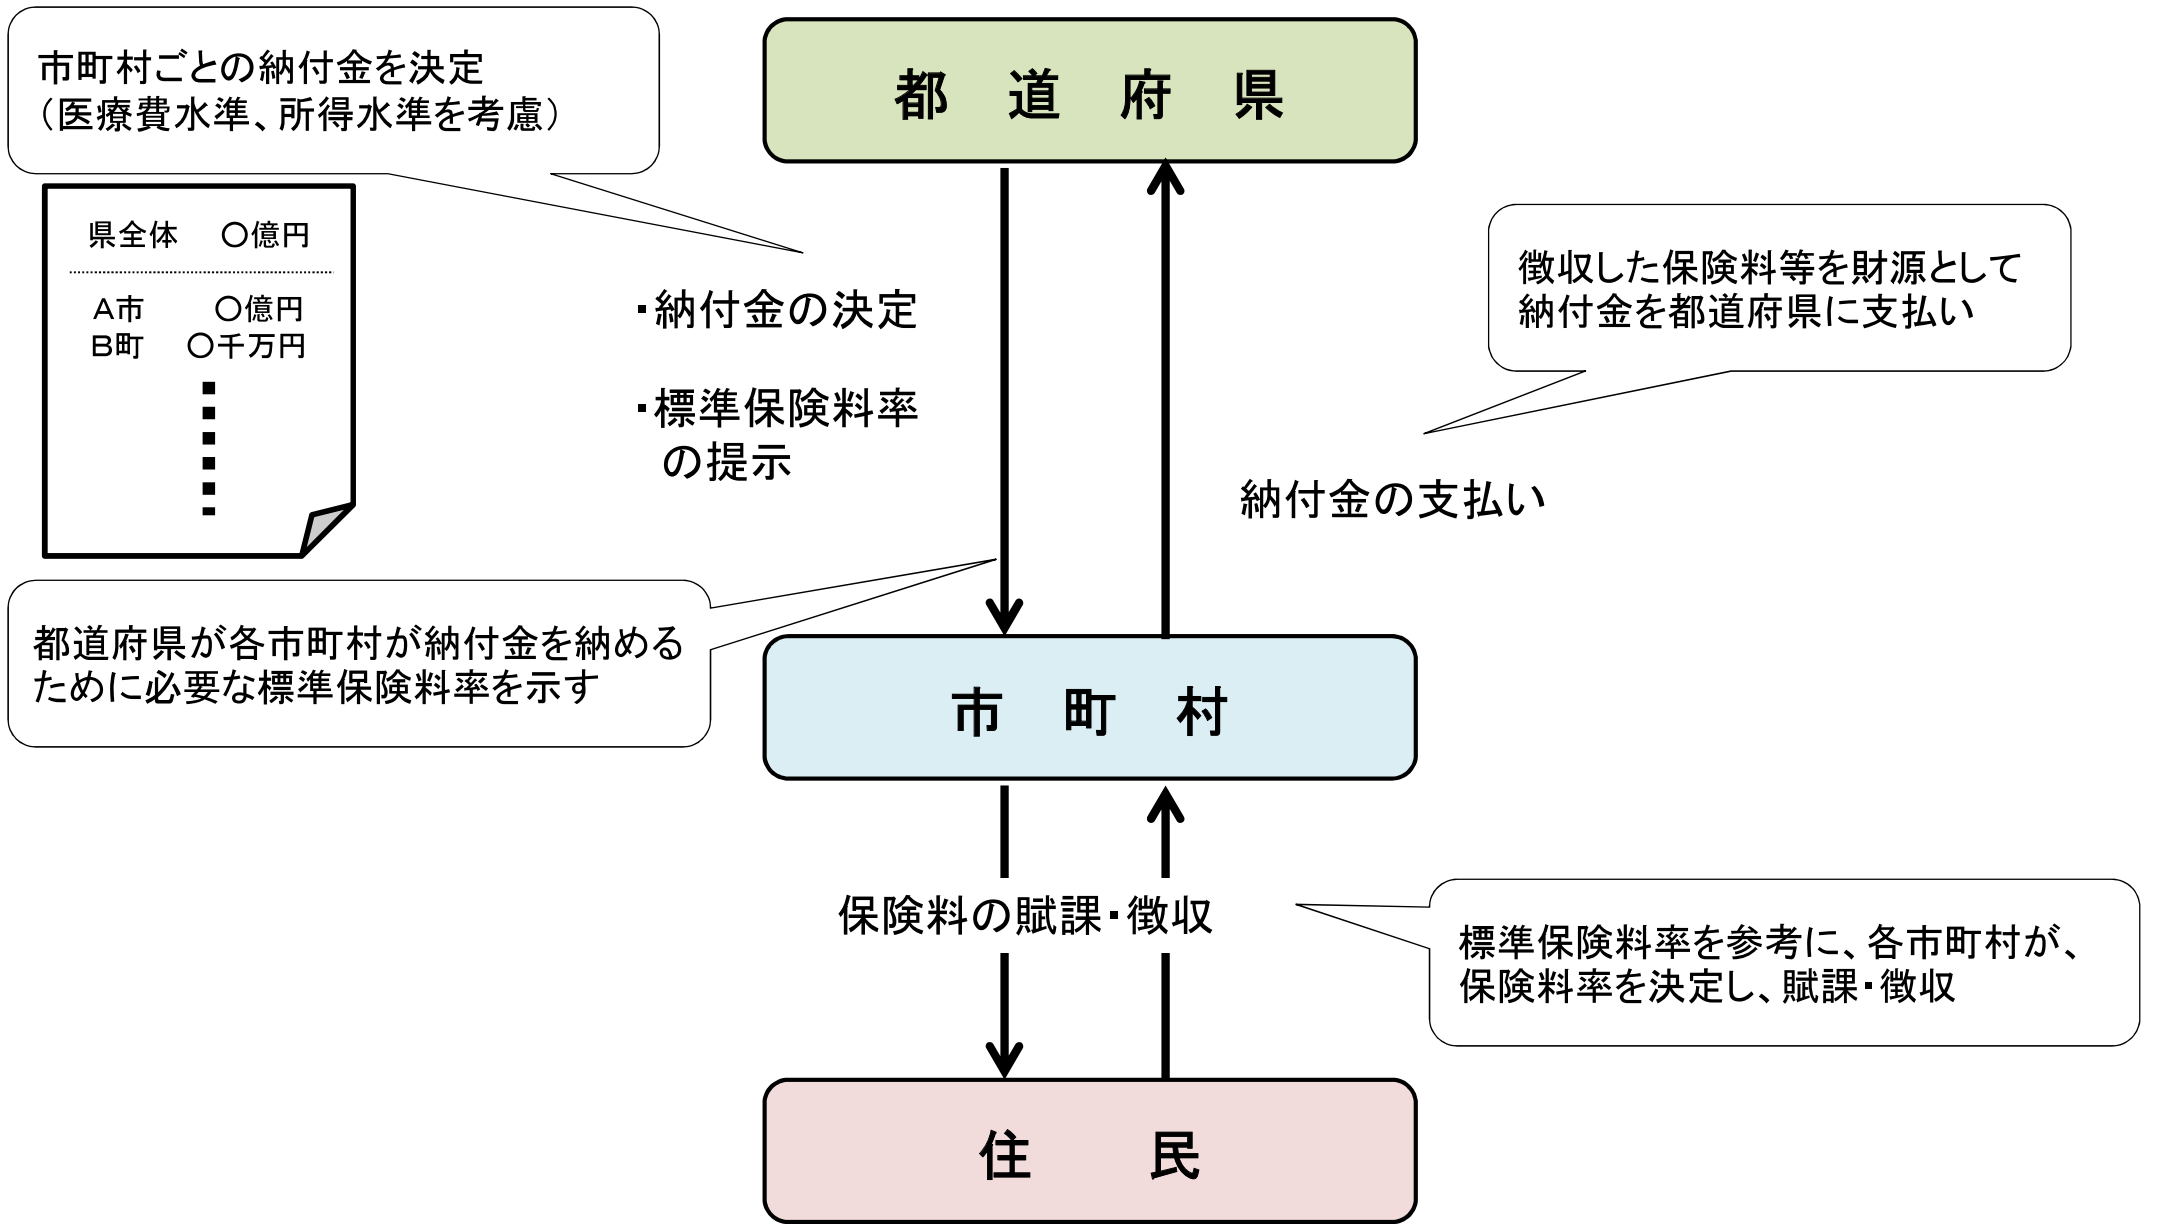 市町村ごとの納付金を決定
（医療費水準、所得水準を考慮）
都　道　府　県
県全体　〇億円
A市　〇億円
B町　〇千万円
・納付金の決定
・標準保険料率
の提示
徴収した保険料等を財源として
納付金を都道府県に支払い
納付金の支払い
都道府県が各市町村が納付金を納める
ために必要な標準保険料率を示す
市　町　村
保険料の賦課・徴収
標準保険料率を参考に、各市町村が、
保険料率を決定し、賦課・徴収
住　民